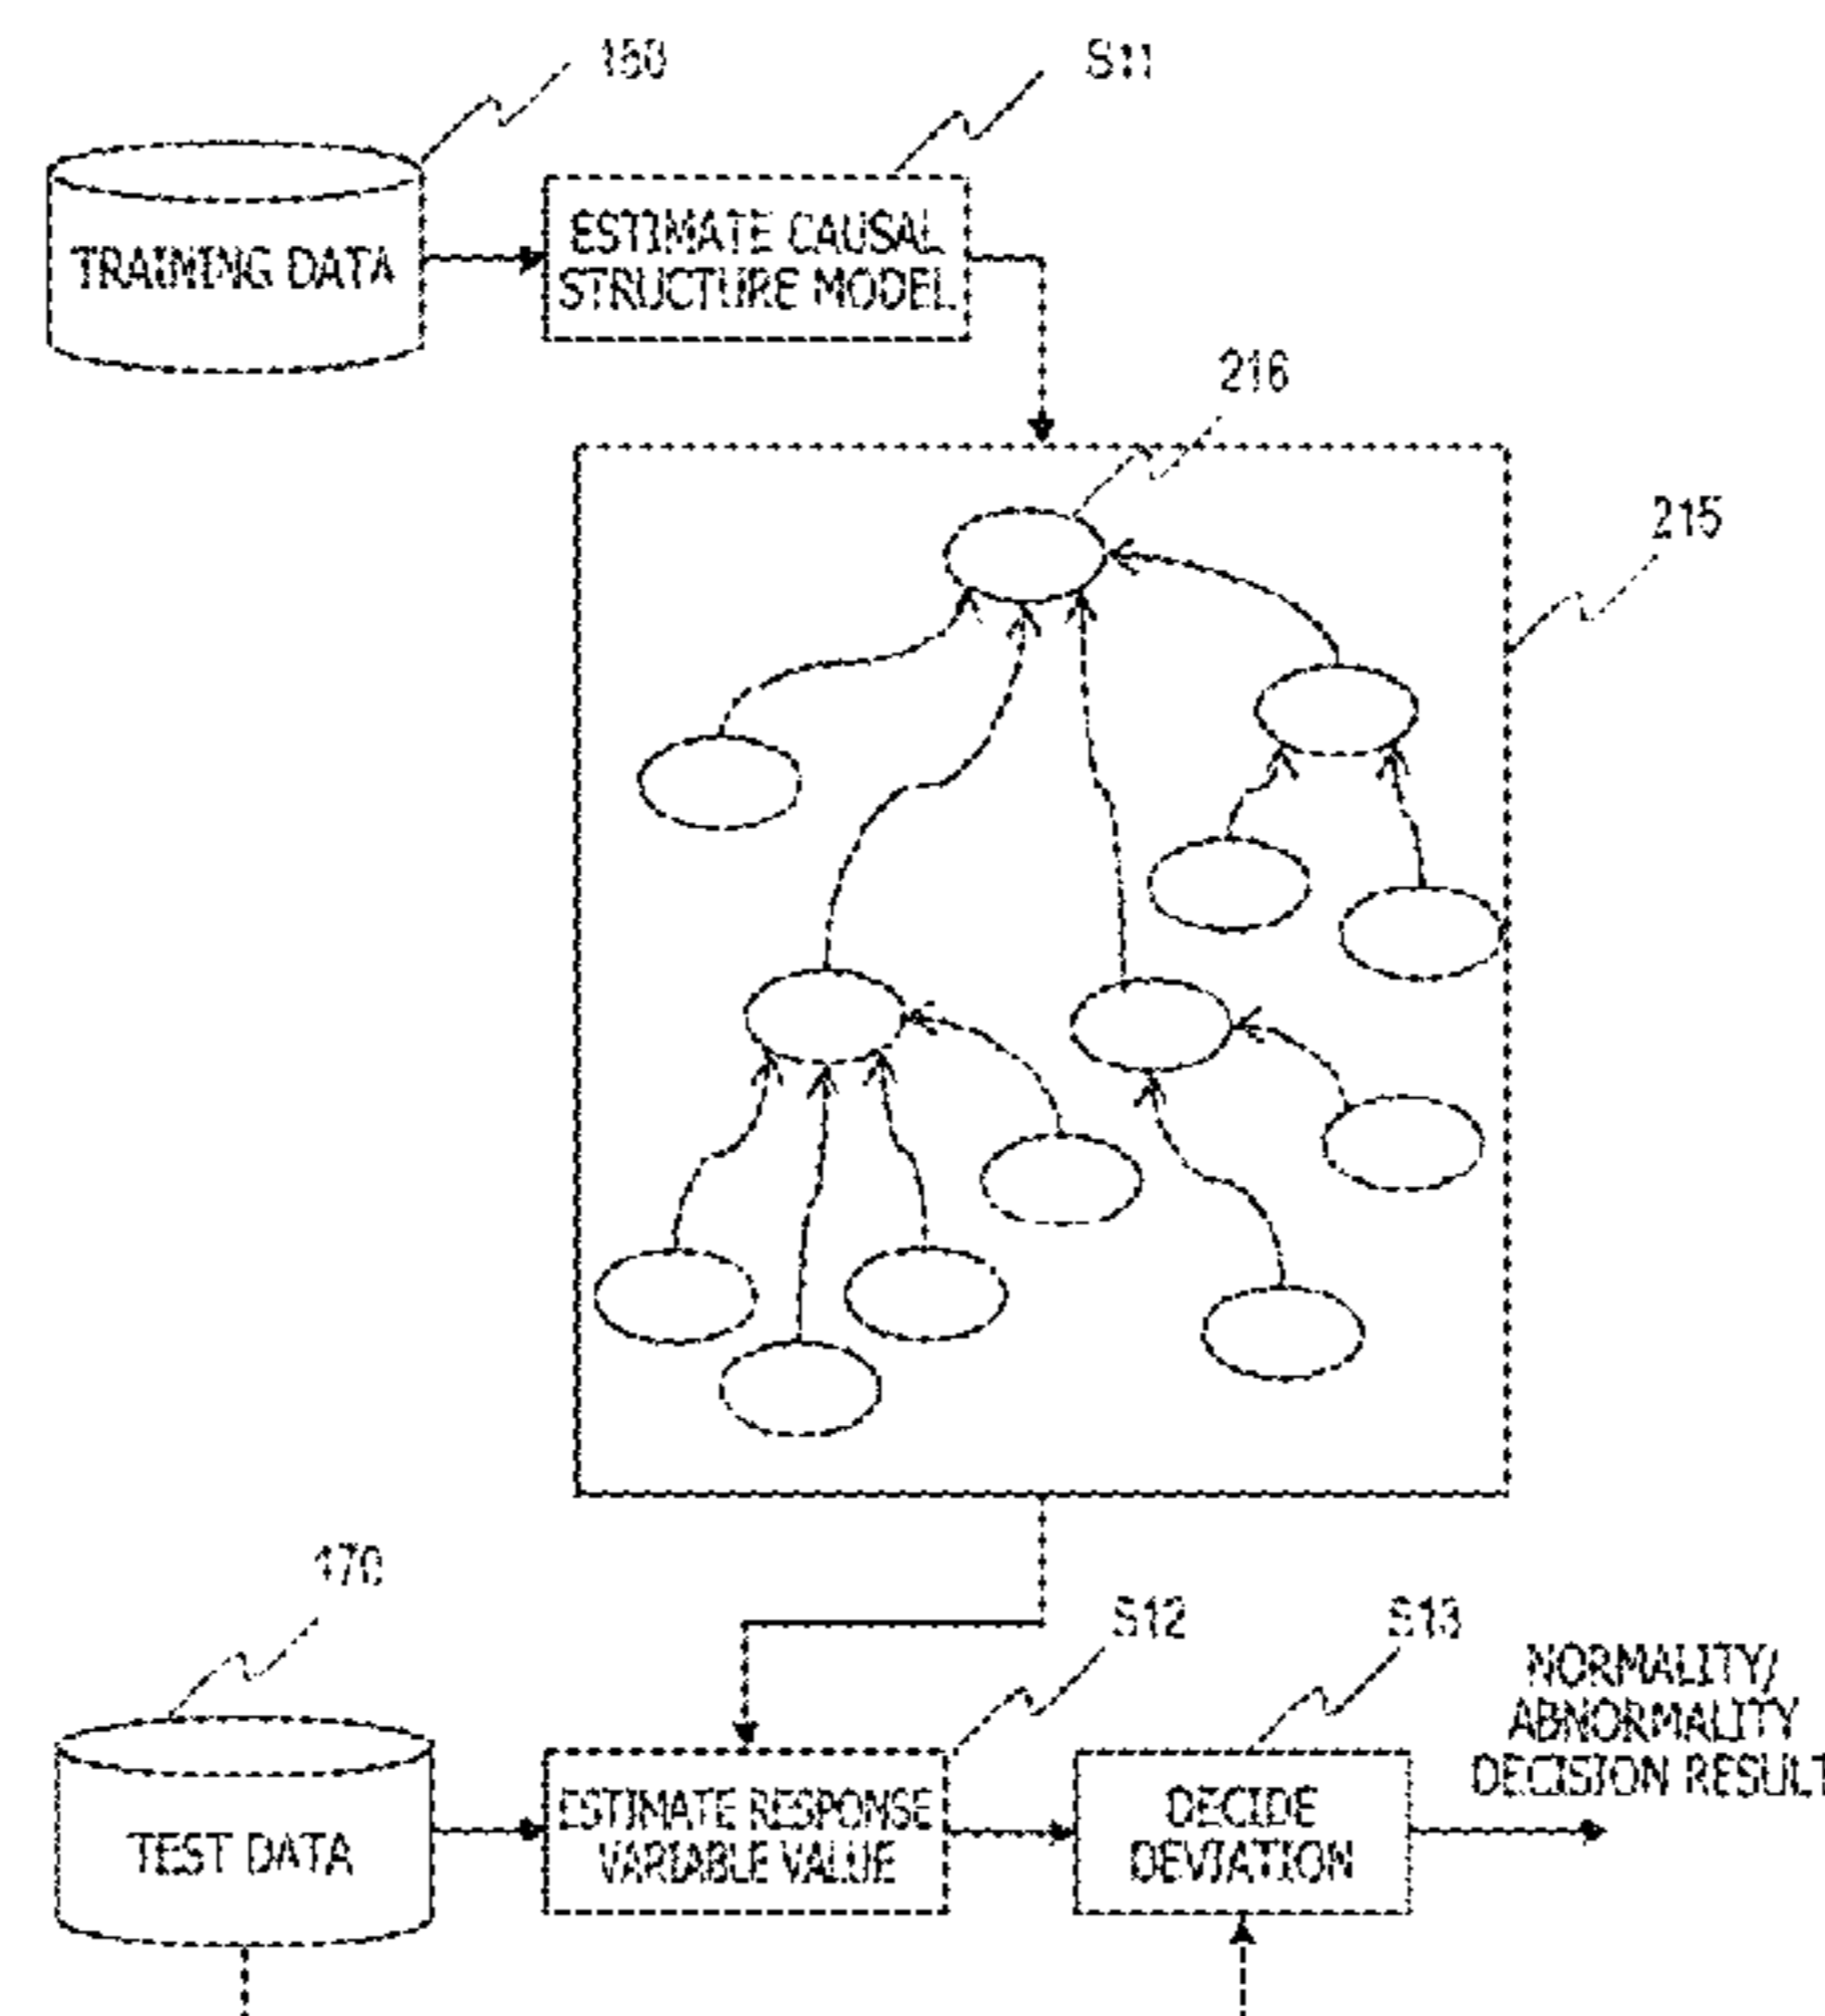 S11
TRAINING DATA
ESTIMATE CAUSAL
STRUCTURE MODEL
216
215
170
S12
S13
NORMALITY/
ABNORMALITY
DECISION RESULT
TEST DATA
ESTIMATE RESPONSE
VARIABLE VALUE
DECIDE
DEVIATION